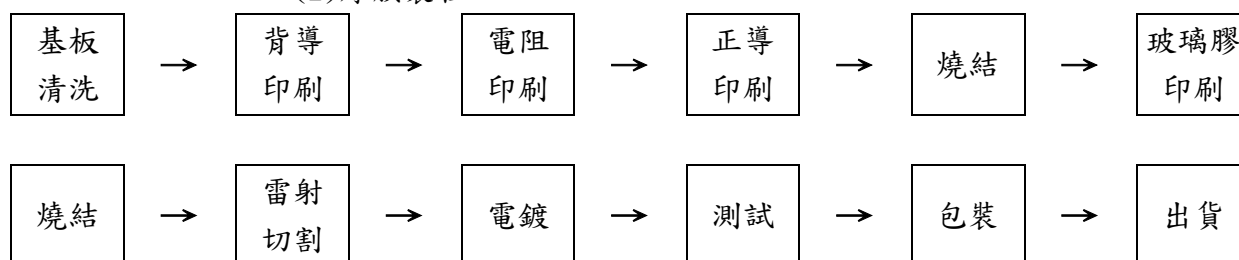 基板 → 背導 → 電阻 → 正導 → 燒結 → 玻璃膠
清洗 印刷 印刷 印刷 印刷
燒結 → 雷射 → 電鍍 → 測試 → 包裝 → 出貨
切割